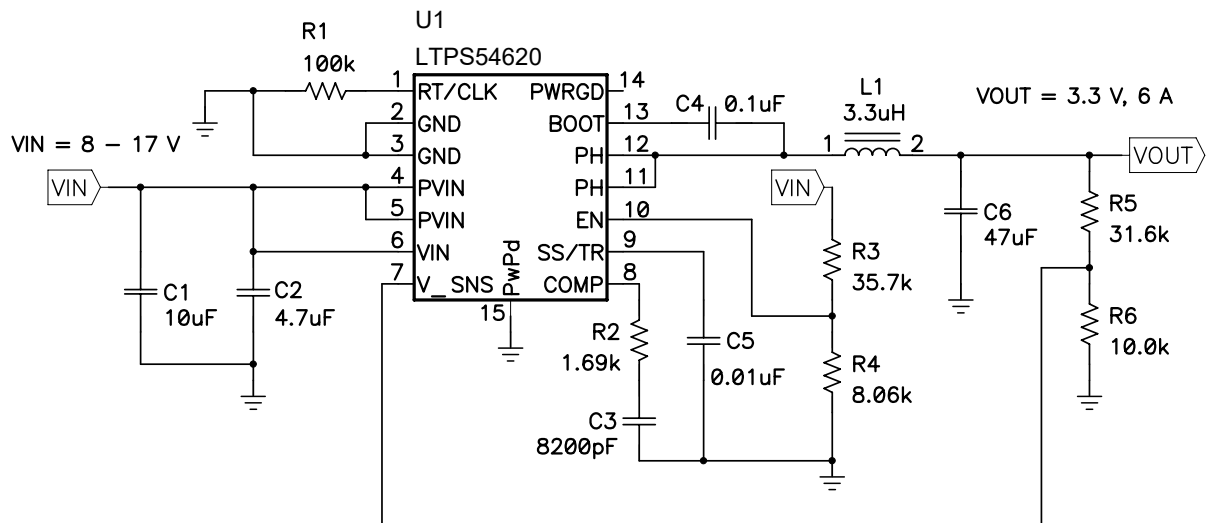 U1
LTPS54620
R1
100k
1
RT/CLK
PWRGD
14
2
GND
BOOT
13
C4
0.1uF
3
GND
PH
12
4
PVIN
PH
11
5
PVIN
EN
10
6
VIN
SS/TR
9
7
V_SNS
COMP
8
PwPd
15
VIN = 8 – 17 V
VIN
C1
10uF
C2
4.7uF
L1
3.3uH
1
2
VOUT = 3.3 V, 6 A
VOUT
VIN
R3
35.7k
R4
8.06k
R2
1.69k
C3
8200pF
C5
0.01uF
C6
47uF
R5
31.6k
R6
10.0k